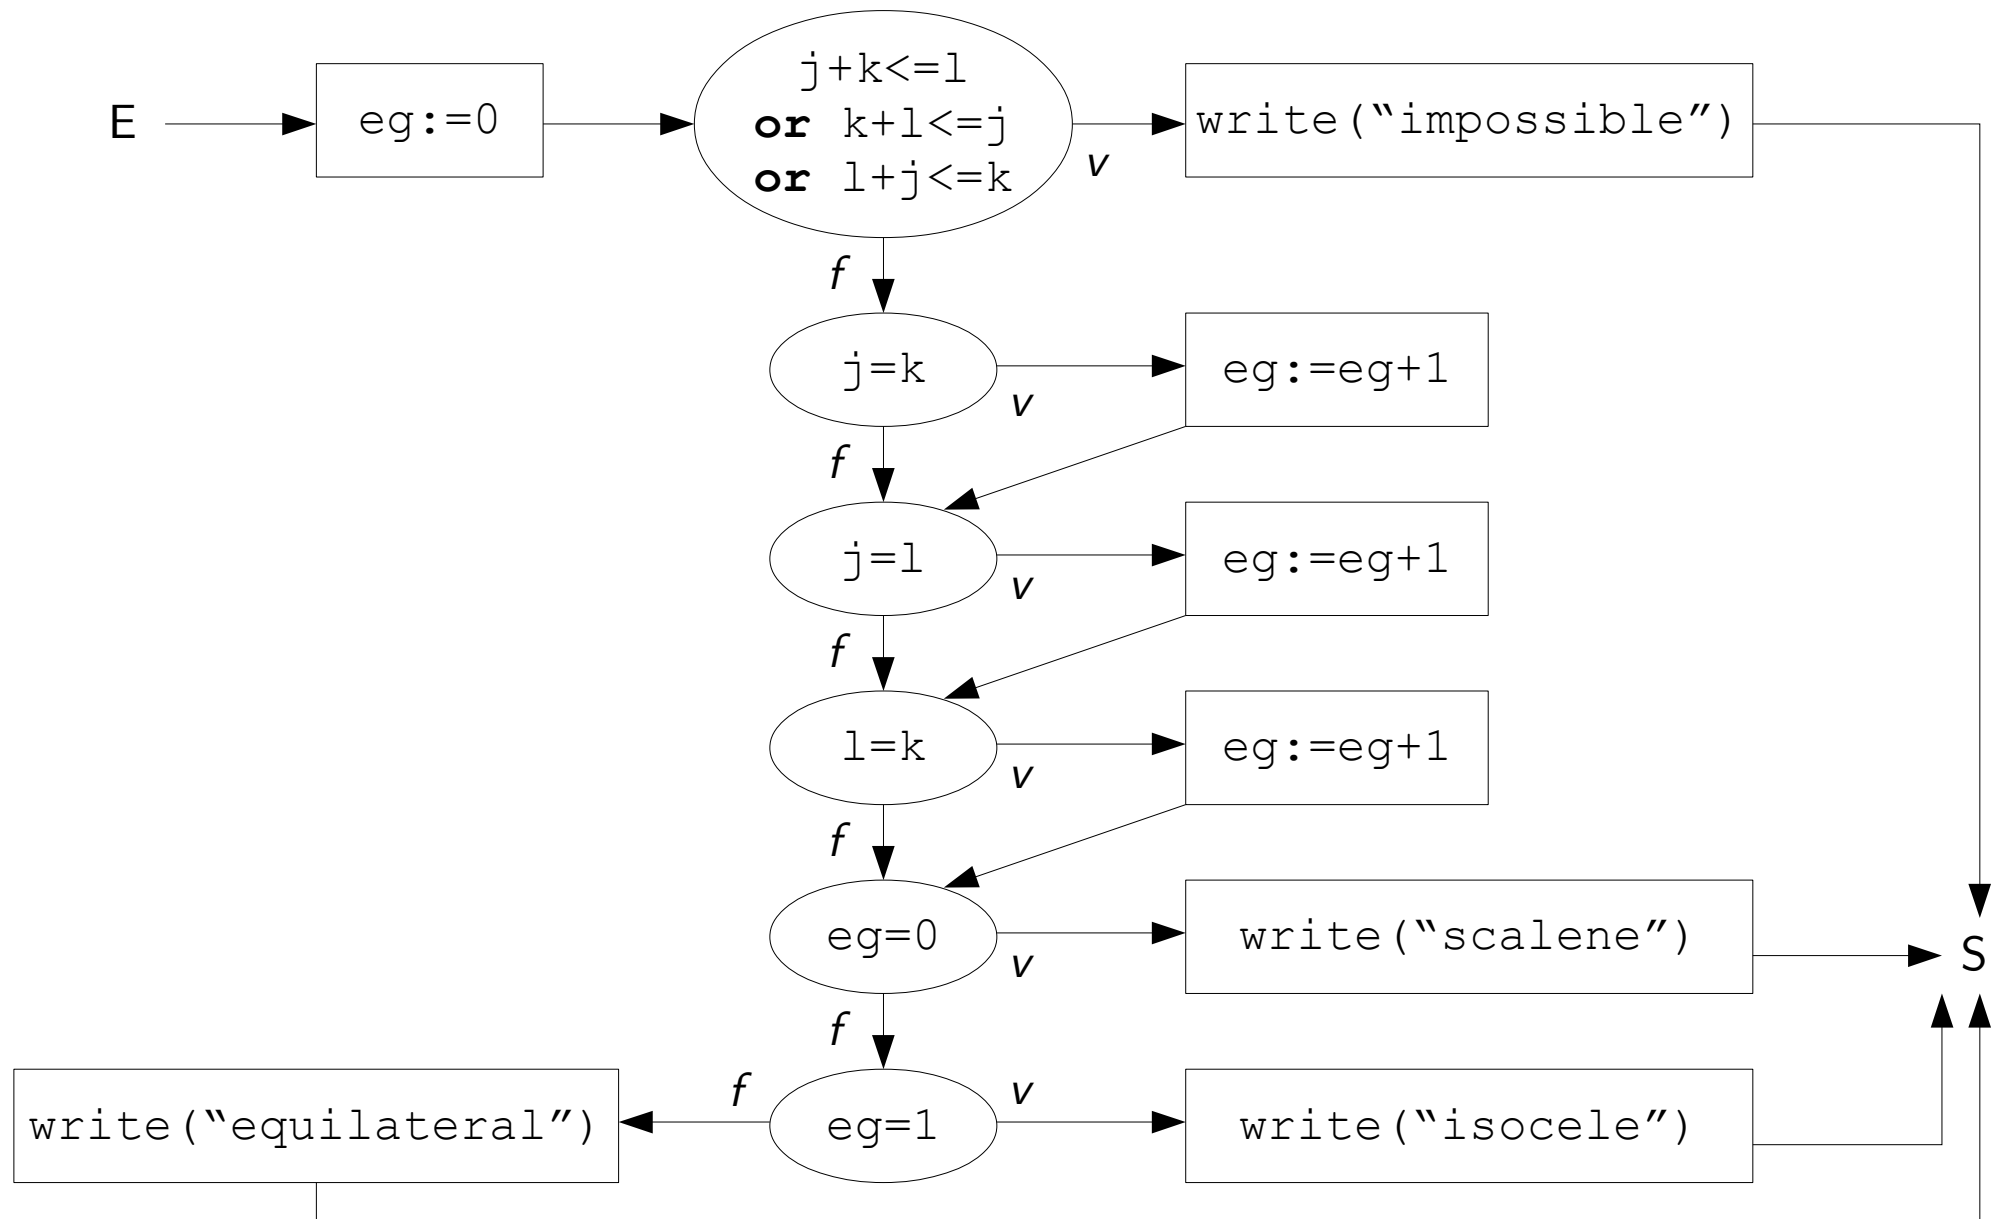 E
eg:=0
j+k<=l
or k+l<=j
or l+j<=k
v
write(“impossible”)
f
j=k
v
eg:=eg+1
f
j=l
v
eg:=eg+1
f
l=k
v
eg:=eg+1
f
eg=0
v
write(“scalene”)
S
f
write(“equilateral”)
f
eg=1
v
write(“isocele”)